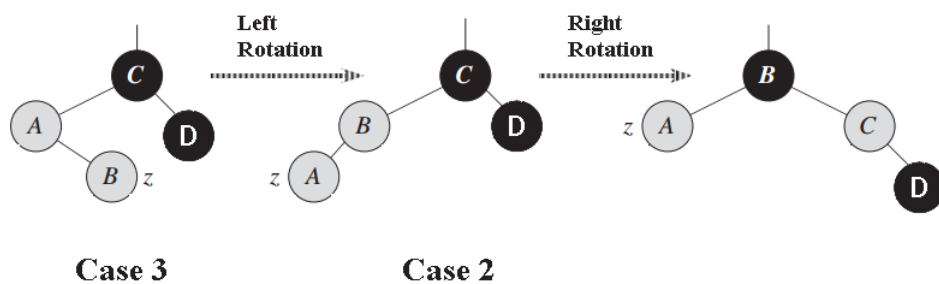 Left
Rotation
Right
Rotation
C
A
D
B z
C
B
D
z A
B
z A
C
D
Case 3
Case 2